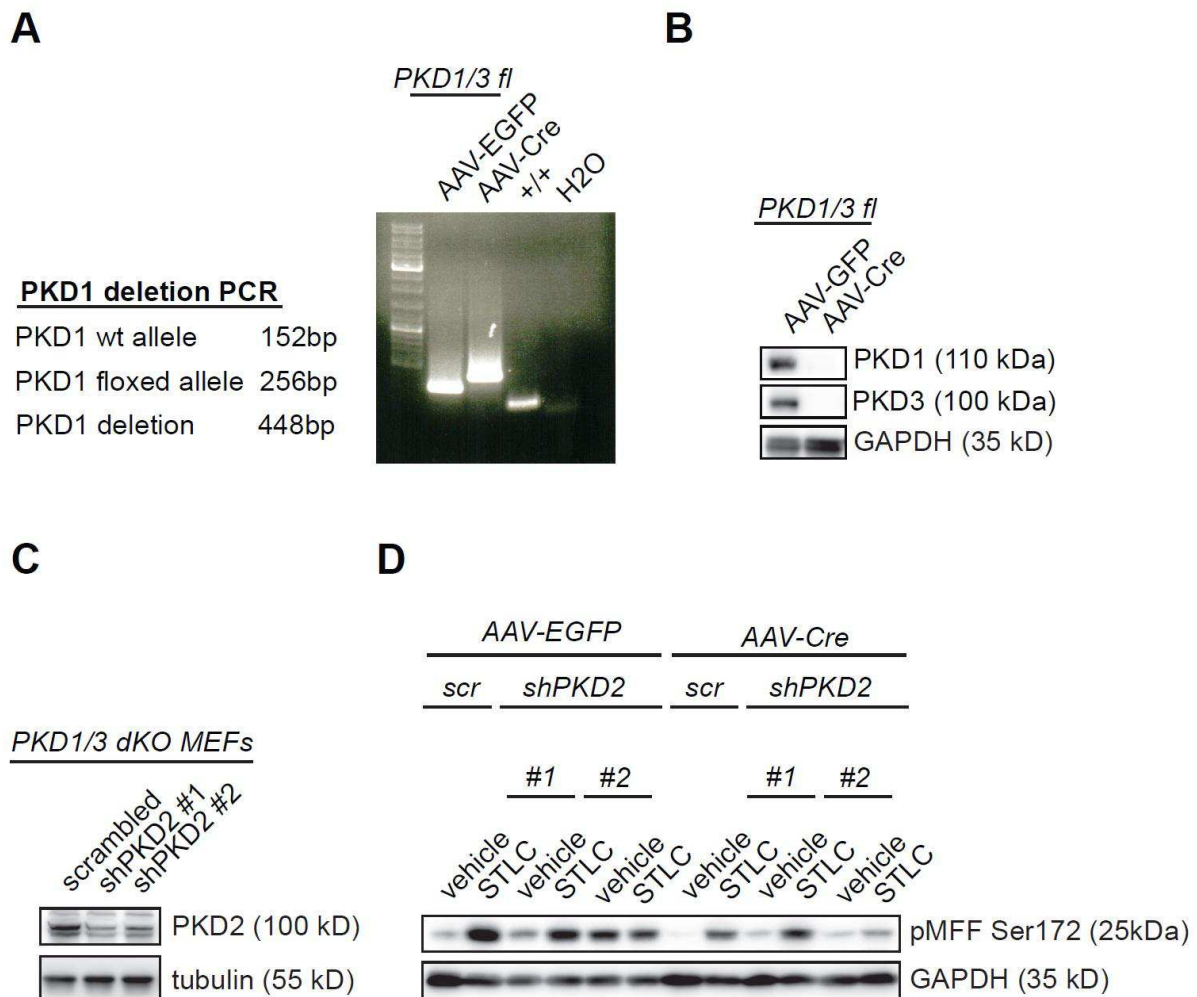 A
PKD1/3 fl
AAV-EGFP
AAV-Cre
+/+
H2O
PKD1 deletion PCR
PKD1 wt allele 152bp
PKD1 floxed allele 256bp
PKD1 deletion 448bp
B
PKD1/3 fl
AAV-GFP
AAV-Cre
PKD1 (110 kDa)
PKD3 (100 kDa)
GAPDH (35 kD)
C
PKD1/3 dKO MEFs
scrambled
shPKD2 #1
shPKD2 #2
PKD2 (100 kD)
tubulin (55 kD)
D
AAV-EGFP AAV-Cre
scr shPKD2 scr shPKD2
#1 #2 #1 #2
vehicle STLC vehicle STLC vehicle STLC vehicle STLC vehicle STLC vehicle STLC
pMFF Ser172 (25kDa)
GAPDH (35 kD)